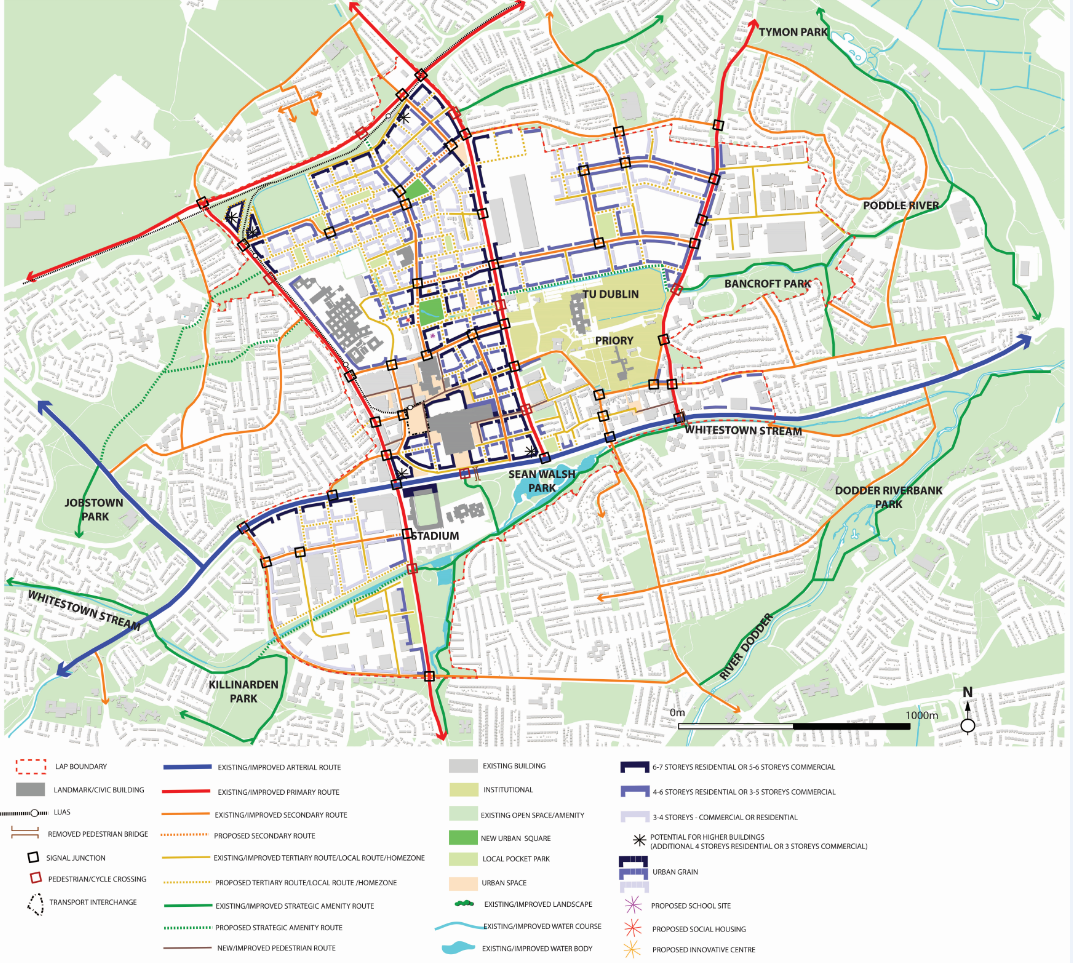 TYMON PARK
PODDLE RIVER
TU DUBLIN
BANCROFT PARK
PRIORY
WHITESTOWN STREAM
SEAN WALSH
PARK
DODDER RIVERBANK
PARK
JOBSTOWN
PARK
STADIUM
WHITESTOWN STREAM
RIVER DODDER
KILLINARDEN
PARK
N
0m
1000m
LAP BOUNDARY
LANDMARK/CIVIC BUILDING
LUAS
REMOVED PEDESTRIAN BRIDGE
SIGNAL JUNCTION
PEDESTRIAN/CYCLE CROSSING
TRANSPORT INTERCHANGE
EXISTING/IMPROVED ARTERIAL ROUTE
EXISTING/IMPROVED PRIMARY ROUTE
EXISTING/IMPROVED SECONDARY ROUTE
PROPOSED SECONDARY ROUTE
EXISTING/IMPROVED TERTIARY ROUTE/LOCAL ROUTE/HOMEZONE
PROPOSED TERTIARY ROUTE/LOCAL ROUTE /HOMEZONE
EXISTING/IMPROVED STRATEGIC AMENITY ROUTE
PROPOSED STRATEGIC AMENITY ROUTE
NEW/IMPROVED PEDESTRIAN ROUTE
EXISTING BUILDING
INSTITUTIONAL
EXISTING OPEN SPACE/AMENITY
NEW URBAN SQUARE
LOCAL POCKET PARK
URBAN SPACE
EXISTING/IMPROVED LANDSCAPE
EXISTING/IMPROVED WATER COURSE
EXISTING/IMPROVED WATER BODY
6-7 STOREYS RESIDENTIAL OR 5-6 STOREYS COMMERCIAL
4-6 STOREYS RESIDENTIAL OR 3-5 STOREYS COMMERCIAL
3-4 STOREYS - COMMERCIAL OR RESIDENTIAL
POTENTIAL FOR HIGHER BUILDINGS
(ADDITIONAL 4 STOREYS RESIDENTIAL OR 3 STOREYS COMMERCIAL)
URBAN GRAIN
PROPOSED SCHOOL SITE
PROPOSED SOCIAL HOUSING
PROPOSED INNOVATIVE CENTRE